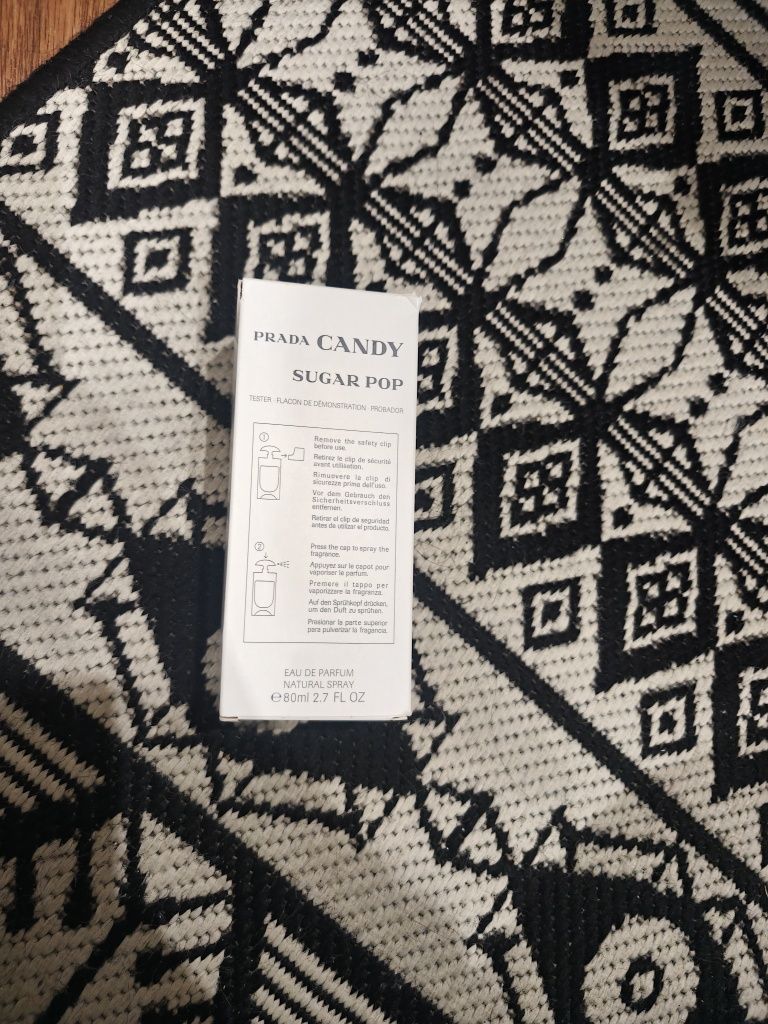 PRADA CANDY
SUGAR POP
TESTER · FLACON DE DÉMONSTRATION · PROBADOR
1
Remove the safety clip
before use.
Retirez le clip de sécurité
avant utilisation.
Rimuovere la clip di
sicurezza prima dell'uso.
Vor dem Gebrauch den
Sicherheitsverschluss
entfernen.
Retirar el clip de seguridad
antes de utilizar el producto.
2
Press the cap to spray the
fragrance.
Appuyez sur le capot pour
vaporiser le parfum.
Premere il tappo per
vaporizzare la fragranza.
Auf den Sprühkopf drücken,
um den Duft zu sprühen.
Presionar la parte superior
para pulverizar la fragancia.
EAU DE PARFUM
NATURAL SPRAY
℮80ml 2.7 FL OZ